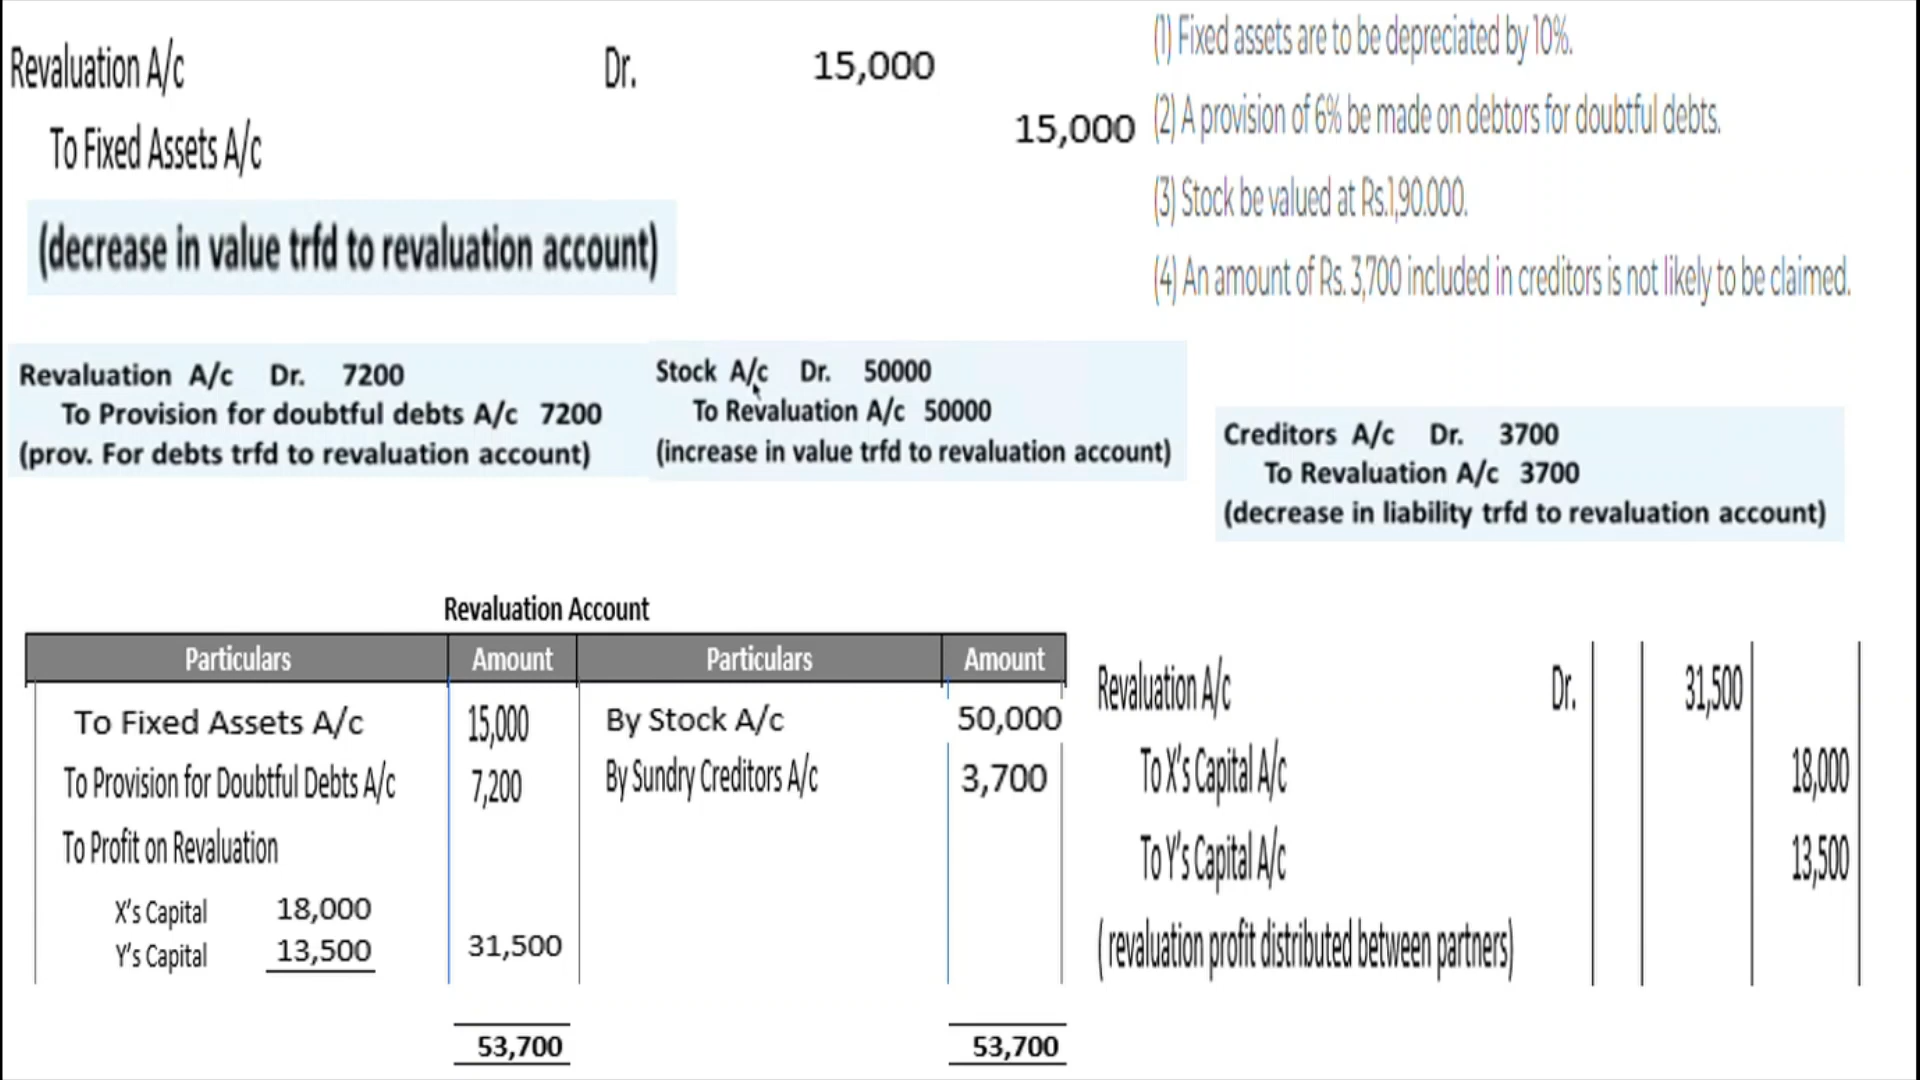 Revaluation A/c Dr. 15,000
To Fixed Assets A/c 15,000
(decrease in value trfd to revaluation account)
(1) Fixed assets are to be depreciated by 10%.
(2) A provision of 6% be made on debtors for doubtful debts.
(3) Stock be valued at Rs.1,90.000.
(4) An amount of Rs. 3,700 included in creditors is not likely to be claimed.
Revaluation A/c Dr. 7200
To Provision for doubtful debts A/c 7200
(prov. For debts trfd to revaluation account)
Stock A/c Dr. 50000
To Revaluation A/c 50000
(increase in value trfd to revaluation account)
Creditors A/c Dr. 3700
To Revaluation A/c 3700
(decrease in liability trfd to revaluation account)
Revaluation Account
Particulars Amount Particulars Amount
To Fixed Assets A/c 15,000 By Stock A/c 50,000
To Provision for Doubtful Debts A/c 7,200 By Sundry Creditors A/c 3,700
To Profit on Revaluation
X's Capital 18,000
Y's Capital 13,500 31,500
53,700 53,700
Revaluation A/c Dr. 31,500
To X's Capital A/c 18,000
To Y's Capital A/c 13,500
( revaluation profit distributed between partners)